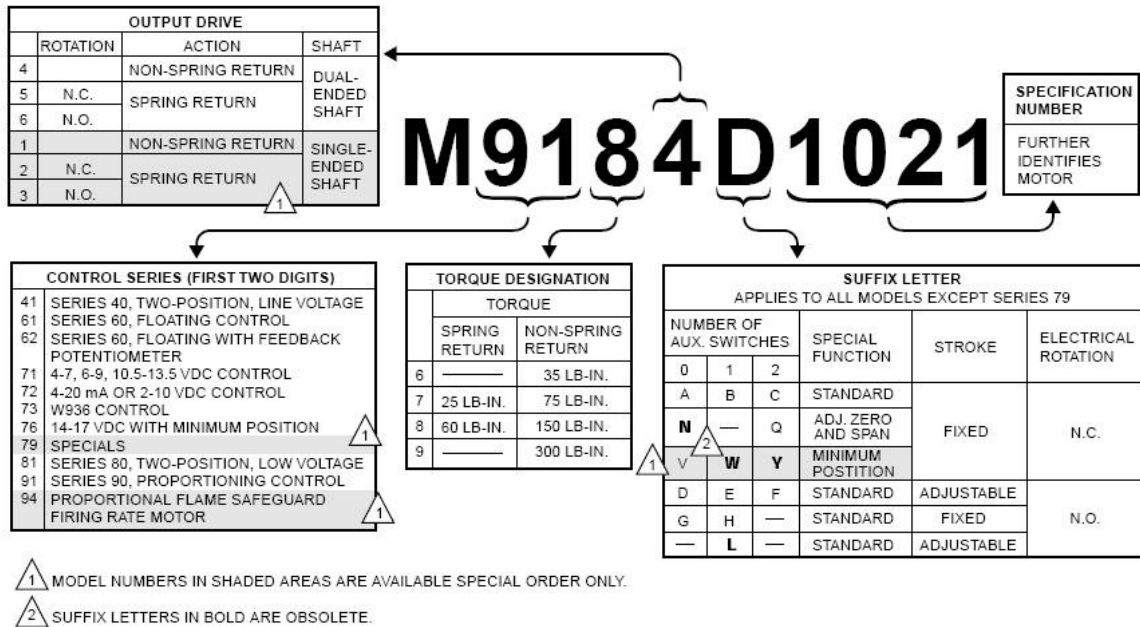 OUTPUT DRIVE
ROTATION ACTION SHAFT
4 NON-SPRING RETURN DUAL-ENDED SHAFT
5 N.C. SPRING RETURN
6 N.O.
1 NON-SPRING RETURN SINGLE-ENDED SHAFT
2 N.C. SPRING RETURN
3 N.O.
1
M9184D1021
SPECIFICATION
NUMBER
FURTHER
IDENTIFIES
MOTOR
CONTROL SERIES (FIRST TWO DIGITS)
41 SERIES 40, TWO-POSITION, LINE VOLTAGE
61 SERIES 60, FLOATING CONTROL
62 SERIES 60, FLOATING WITH FEEDBACK
POTENTIOMETER
71 4-7, 6-9, 10.5-13.5 VDC CONTROL
72 4-20 mA OR 2-10 VDC CONTROL
73 W936 CONTROL
76 14-17 VDC WITH MINIMUM POSITION
1
79 SPECIALS
81 SERIES 80, TWO-POSITION, LOW VOLTAGE
91 SERIES 90, PROPORTIONING CONTROL
94 PROPORTIONAL FLAME SAFEGUARD
FIRING RATE MOTOR
1
TORQUE DESIGNATION
TORQUE
SPRING RETURN NON-SPRING RETURN
6 35 LB-IN.
7 25 LB-IN. 75 LB-IN.
8 60 LB-IN. 150 LB-IN.
9 300 LB-IN.
SUFFIX LETTER
APPLIES TO ALL MODELS EXCEPT SERIES 79
NUMBER OF AUX. SWITCHES SPECIAL FUNCTION STROKE ELECTRICAL ROTATION
0 1 2
A B C STANDARD FIXED N.C.
N — Q ADJ. ZERO AND SPAN
2
1 V W Y MINIMUM POSTITION
D E F STANDARD ADJUSTABLE N.O.
G H — STANDARD FIXED
— L — STANDARD ADJUSTABLE
1 MODEL NUMBERS IN SHADED AREAS ARE AVAILABLE SPECIAL ORDER ONLY.
2 SUFFIX LETTERS IN BOLD ARE OBSOLETE.